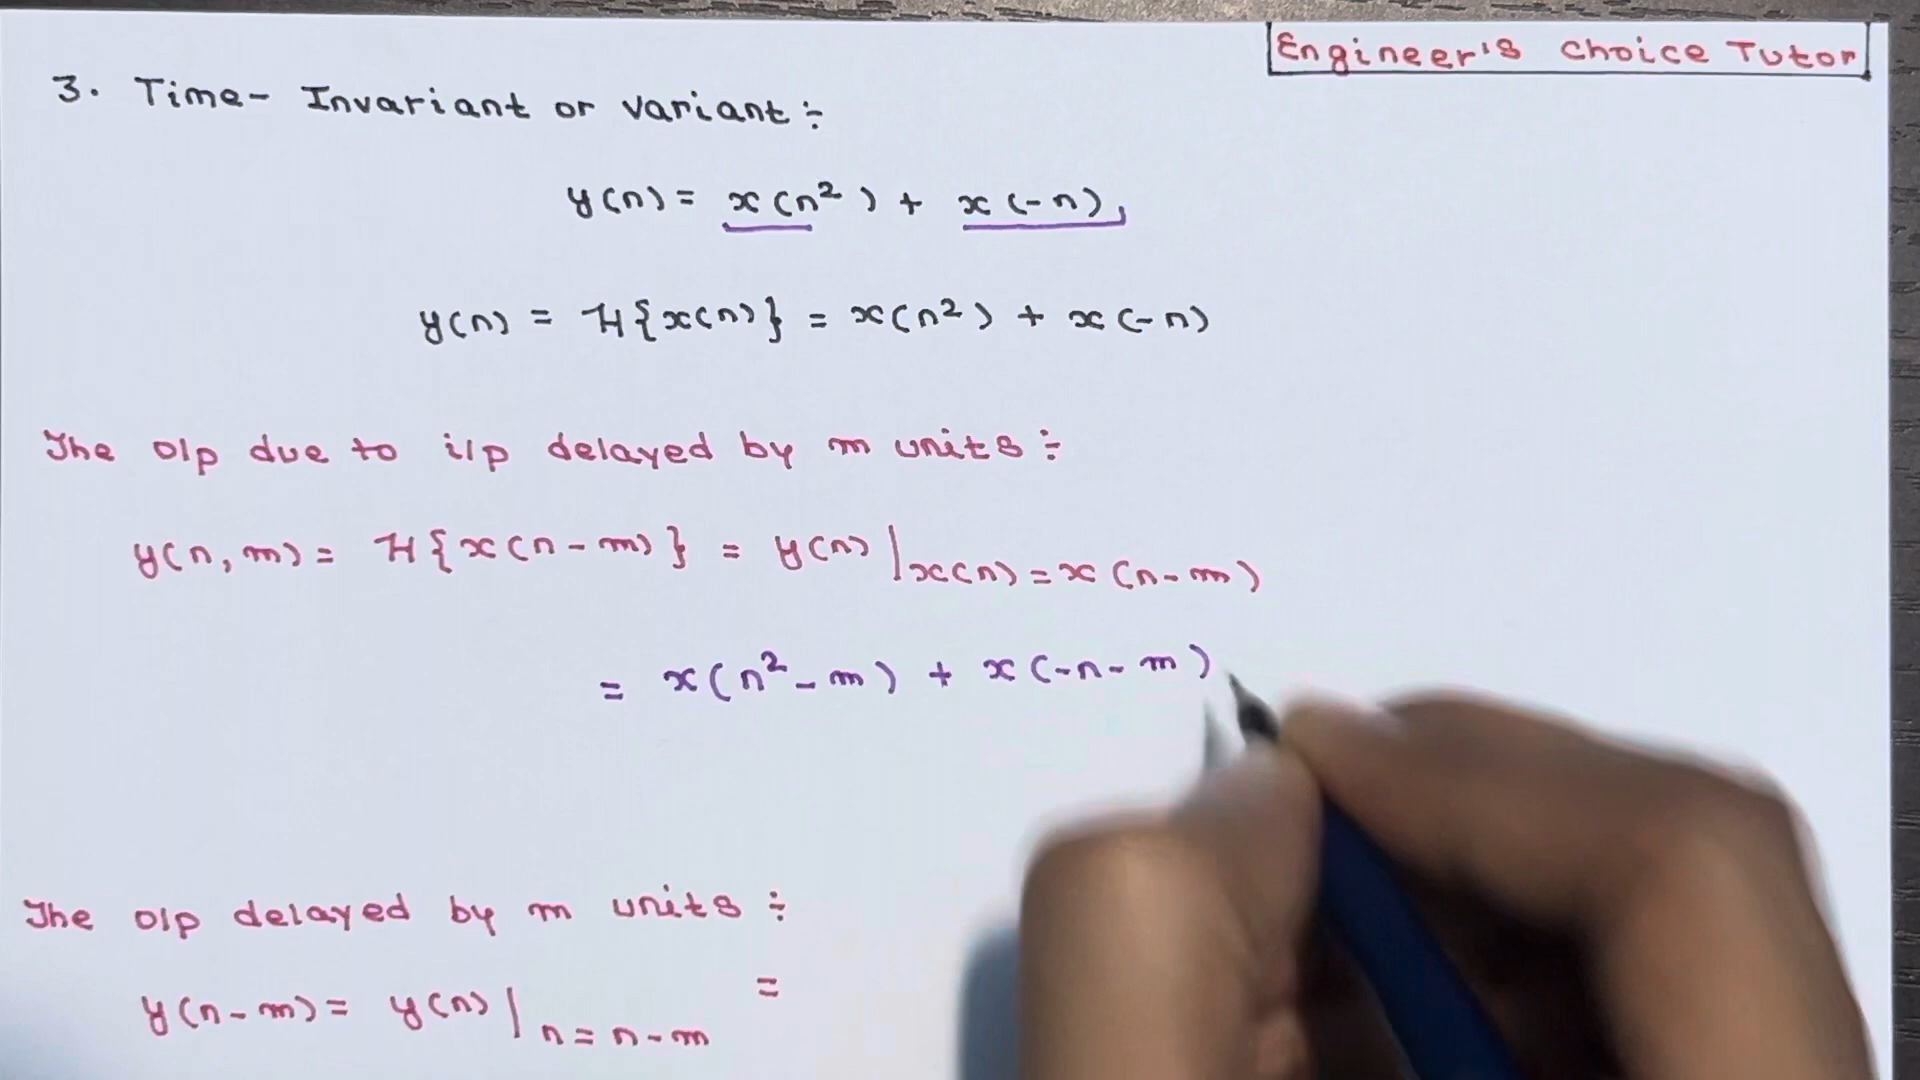 Engineer's Choice Tutor
3. Time- Invariant or variant ÷
y(n) = x(n²) + x(-n),
y(n) = H{x(n)} = x(n²) + x(-n)
The o/p due to i/p delayed by m units ÷
y(n, m) = H{x(n-m)} = y(n) |x(n) = x(n-m)
= x(n²-m) + x(-n-m)
The o/p delayed by m units ÷
y(n-m) = y(n) |n = n-m =